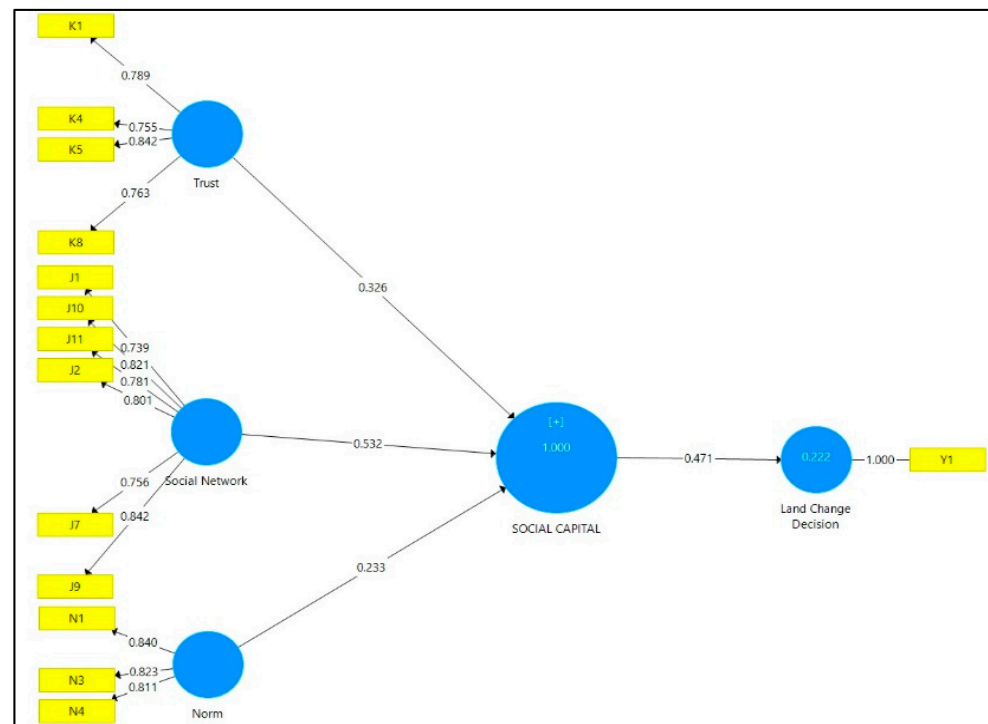 K1
0.789
K4
0.755
K5
0.842
Trust
0.763
K8
J1
J10
0.326
J11
0.739
0.821
J2
0.781
0.801
[+]
1.000
0.532
0.471
0.222
1.000
Y1
Social Network
0.756
Land Change
Decision
J7
0.842
SOCIAL CAPITAL
0.233
J9
N1
0.840
N3
0.823
0.811
N4
Norm